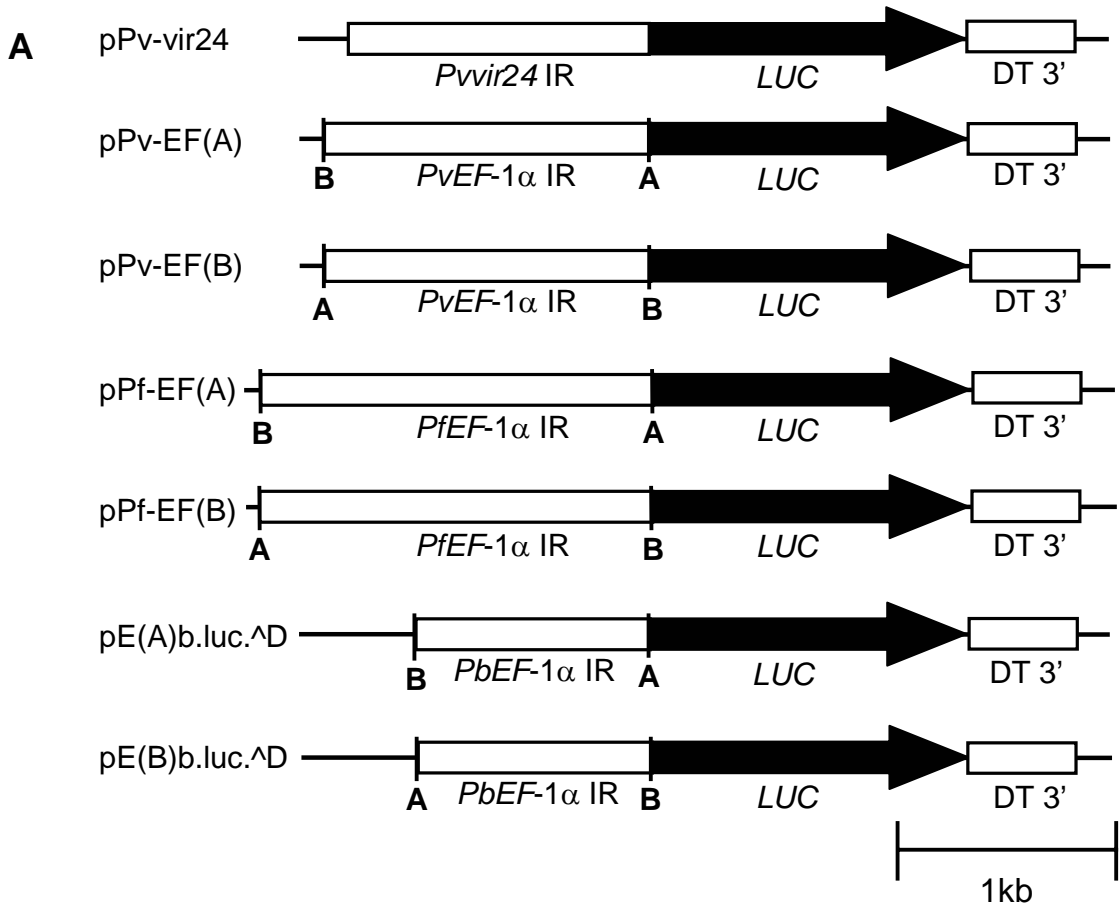 A
pPv-vir24
Pvvir24 IR LUC DT 3’
pPv-EF(A)
B PvEF-1α IR A LUC DT 3’
pPv-EF(B)
A PvEF-1α IR B LUC DT 3’
pPf-EF(A)
B PfEF-1α IR A LUC DT 3’
pPf-EF(B)
A PfEF-1α IR B LUC DT 3’
pE(A)b.luc.^D
B PbEF-1α IR A LUC DT 3’
pE(B)b.luc.^D
A PbEF-1α IR B LUC DT 3’
1kb